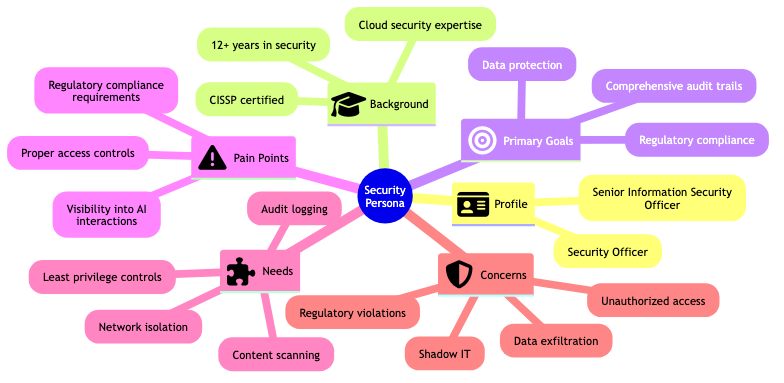 Security
Persona
Background
Cloud security expertise
12+ years in security
CISSP certified
Primary Goals
Data protection
Comprehensive audit trails
Regulatory compliance
Profile
Senior Information Security
Officer
Security Officer
Concerns
Unauthorized access
Data exfiltration
Shadow IT
Regulatory violations
Needs
Audit logging
Least privilege controls
Network isolation
Content scanning
Pain Points
Regulatory compliance
requirements
Proper access controls
Visibility into AI
interactions